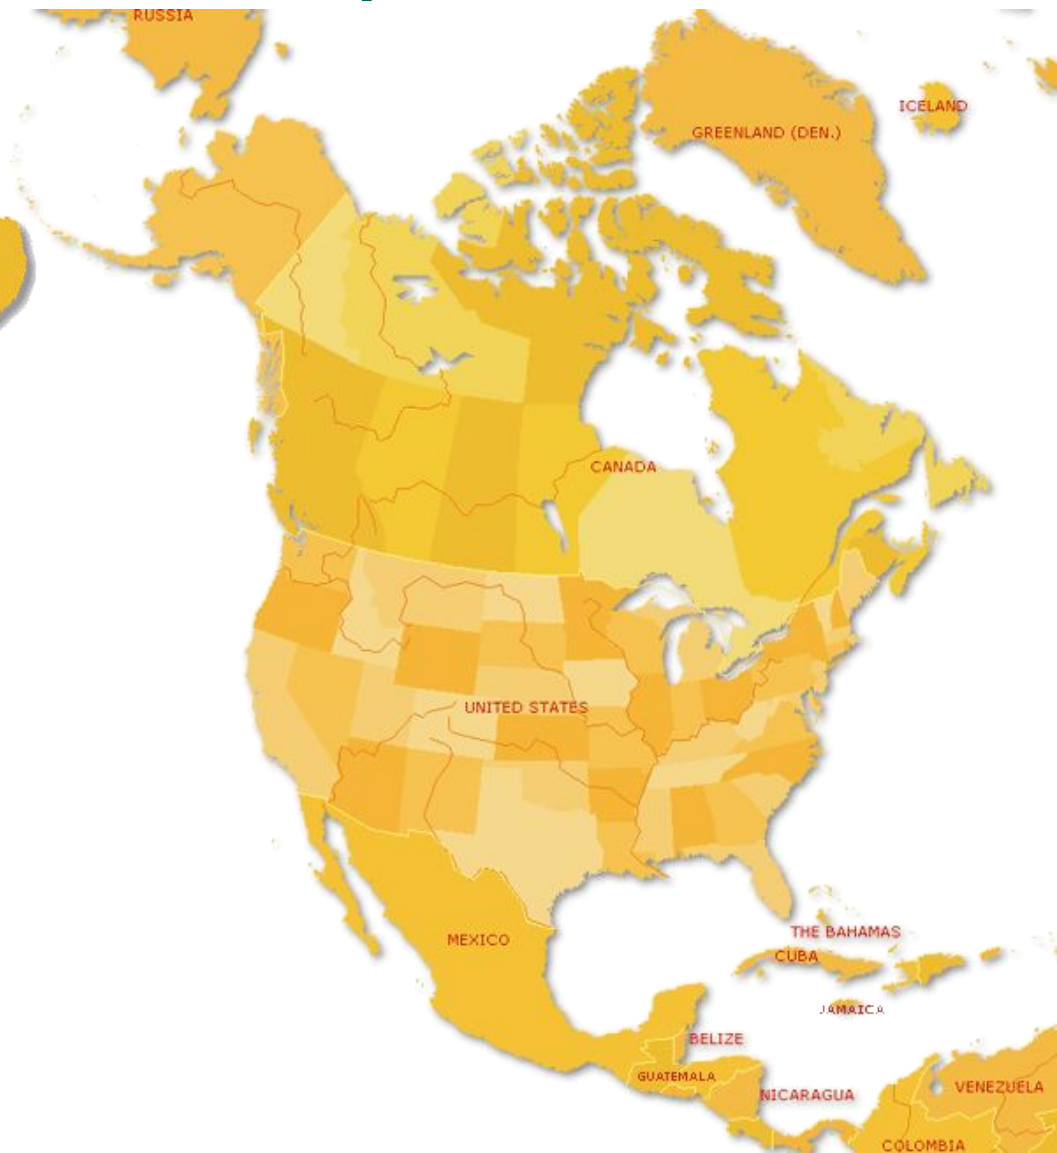 RUSSIA
ICELAND
GREENLAND (DEN.)
CANADA
UNITED STATES
THE BAHAMAS
MEXICO
CUBA
JAMAICA
BELIZE
GUATEMALA
VENEZUELA
NICARAGUA
COLOMBIA